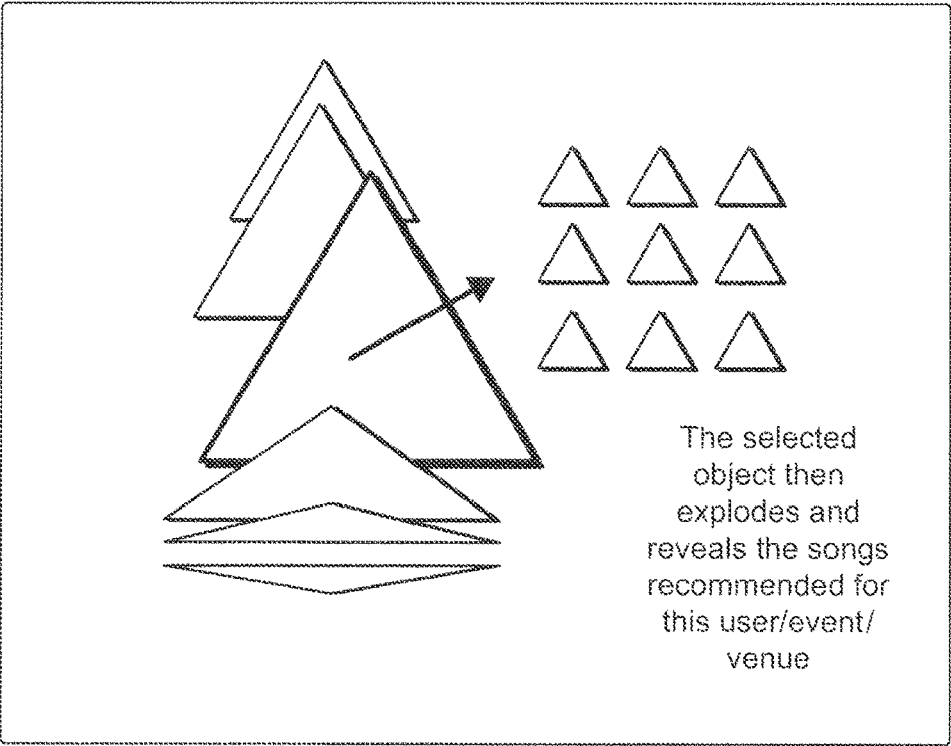 The selected
object then
explodes and
reveals the songs
recommended for
this user/event/
venue